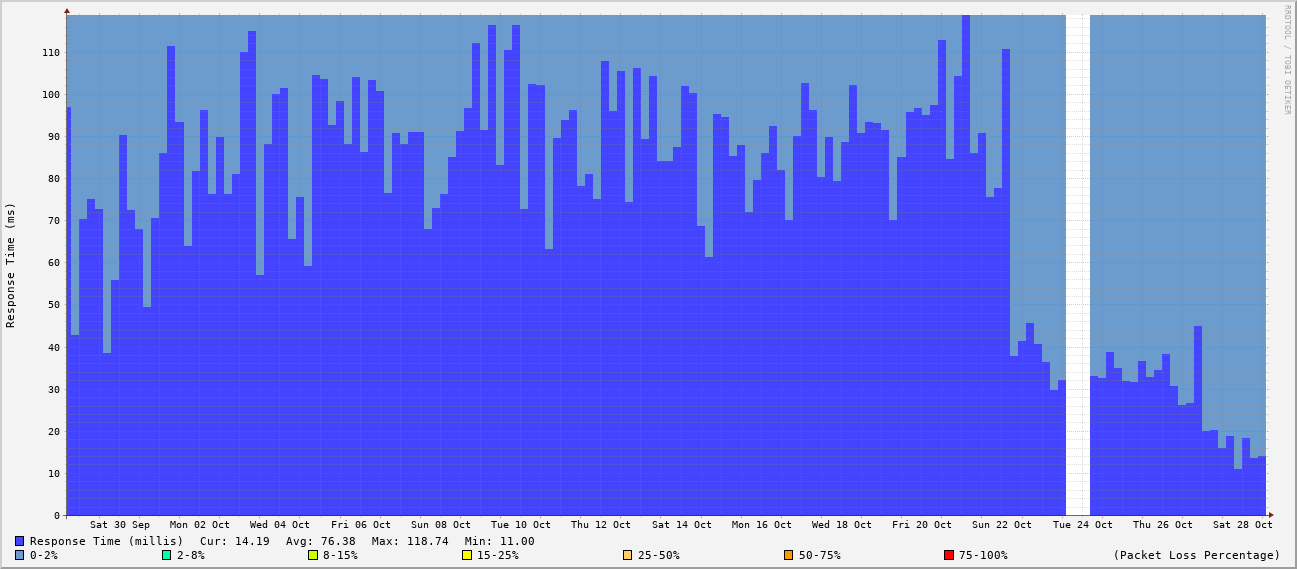 RRDTOOL / TOBI OETIKER
Response Time (ms)
110
100
90
80
70
60
50
40
30
20
10
0
Sat 30 Sep Mon 02 Oct Wed 04 Oct Fri 06 Oct Sun 08 Oct Tue 10 Oct Thu 12 Oct Sat 14 Oct Mon 16 Oct Wed 18 Oct Fri 20 Oct Sun 22 Oct Tue 24 Oct Thu 26 Oct Sat 28 Oct
Response Time (millis) Cur: 14.19 Avg: 76.38 Max: 118.74 Min: 11.00
0-2% 2-8% 8-15% 15-25% 25-50% 50-75% 75-100% (Packet Loss Percentage)